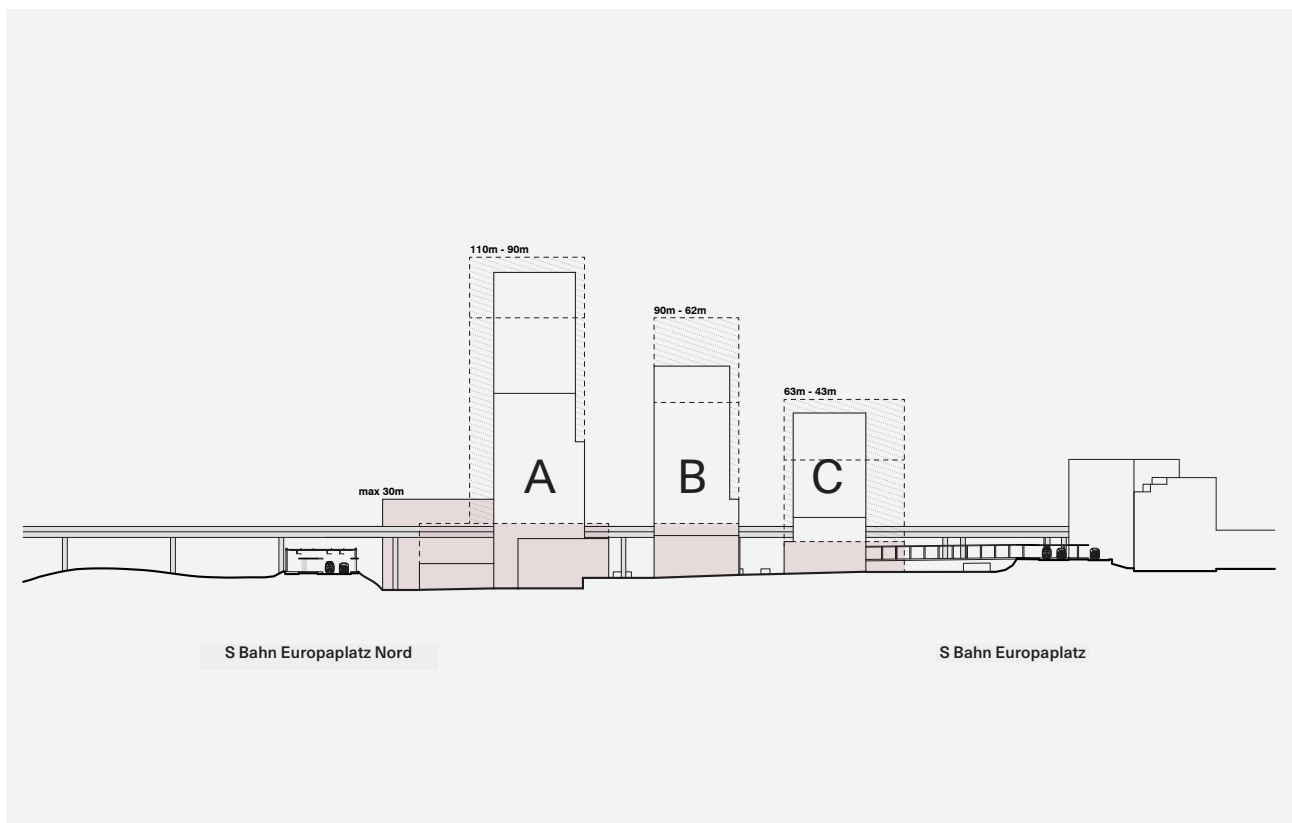 110m - 90m
90m - 62m
63m - 43m
A
B
C
max 30m
S Bahn Europaplatz Nord
S Bahn Europaplatz